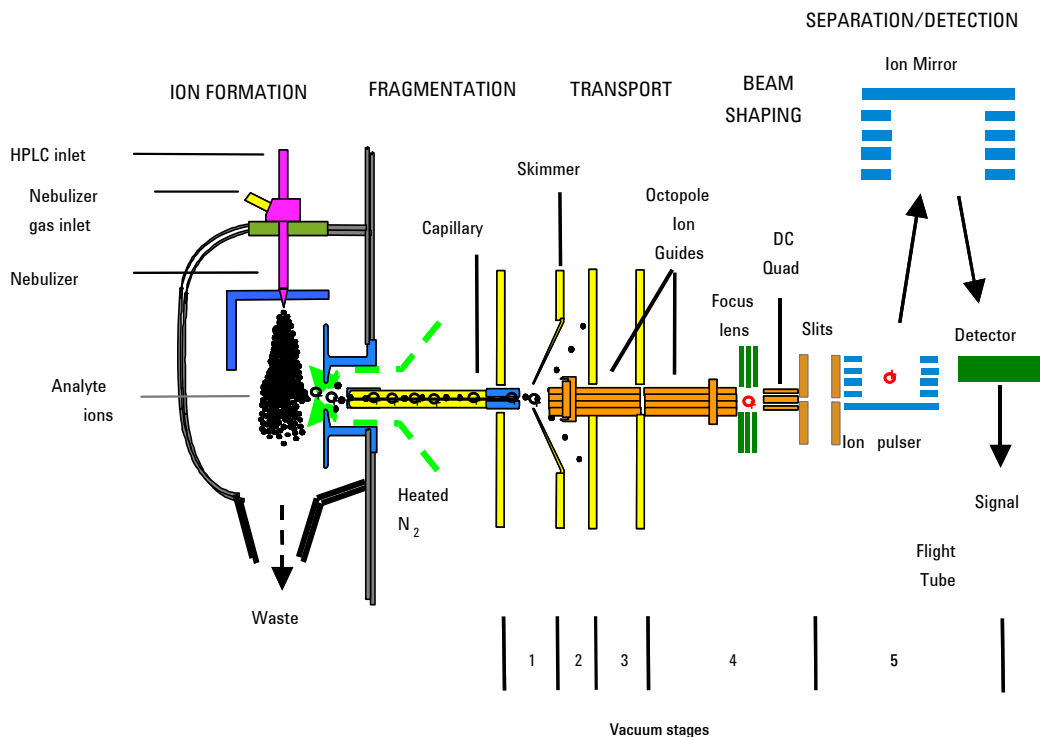 SEPARATION/DETECTION
Ion Mirror
ION FORMATION
FRAGMENTATION
TRANSPORT
BEAM
SHAPING
HPLC inlet
Nebulizer
gas inlet
Nebulizer
Analyte
ions
Waste
Capillary
Heated
N2
Skimmer
Octopole
Ion
Guides
Focus
lens
DC
Quad
Slits
Ion pulser
Detector
Signal
Flight
Tube
1
2
3
4
5
Vacuum stages